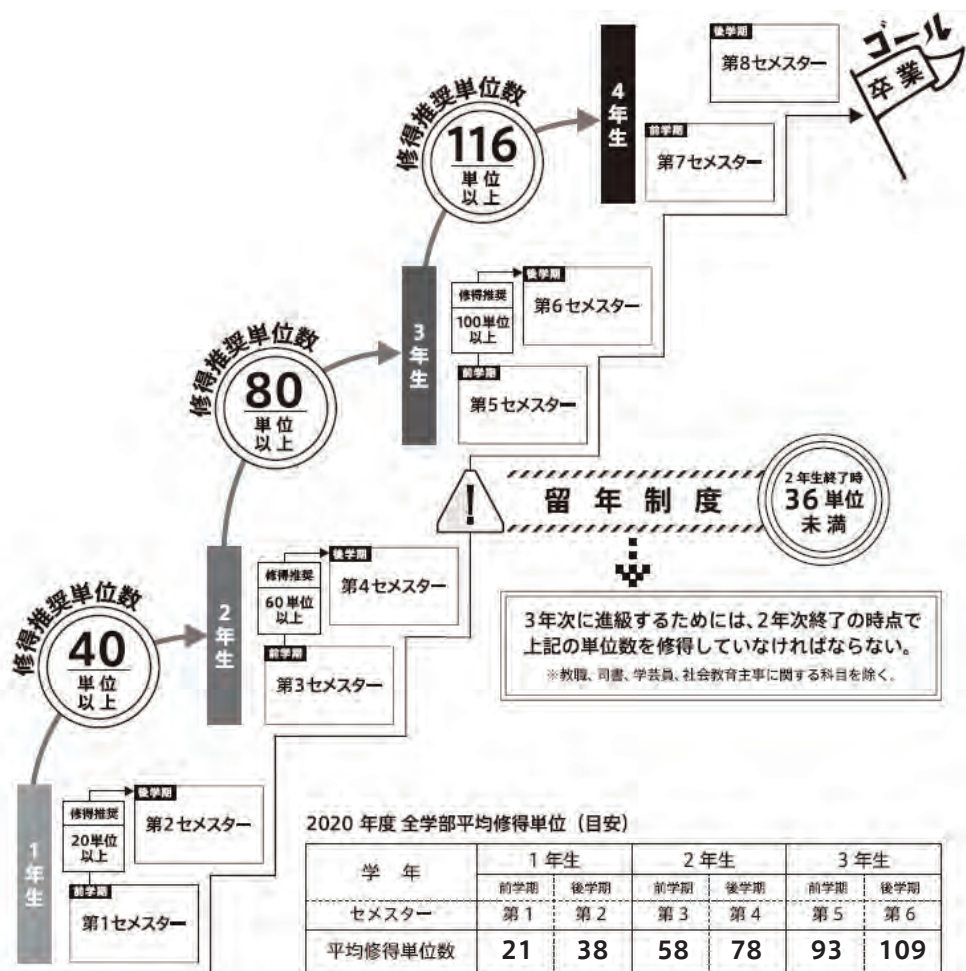 ゴール
卒業
後学期
第8セメスター
4年生
前学期
第7セメスター
修得推奨単位数
116
単位
以上
後学期
第6セメスター
修得推奨
100単位
以上
3年生
前学期
第5セメスター
修得推奨単位数
80
単位
以上
!
留年制度
2年生終了時
36単位
未満
3年次に進級するためには、2年次終了の時点で
上記の単位数を修得していなければならない。
※教職、司書、学芸員、社会教育主事に関する科目を除く。
後学期
第4セメスター
修得推奨
60単位
以上
2年生
前学期
第3セメスター
修得推奨単位数
40
単位
以上
後学期
第2セメスター
修得推奨
20単位
以上
1年生
前学期
第1セメスター
2020 年度 全学部平均修得単位（目安）
学 年 1年生 2年生 3年生
前学期 後学期 前学期 後学期 前学期 後学期
セメスター 第1 第2 第3 第4 第5 第6
平均修得単位数 21 38 58 78 93 109